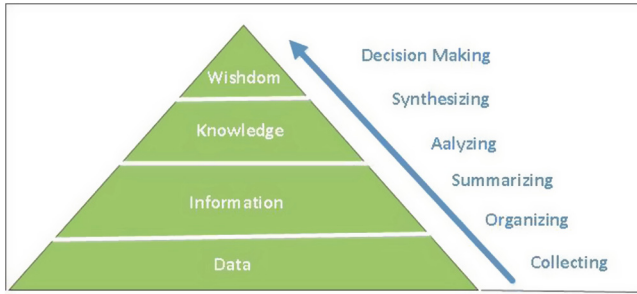 Decision Making
Wishdom
Synthesizing
Knowledge
Aalyzing
Summarizing
Information
Organizing
Data
Collecting